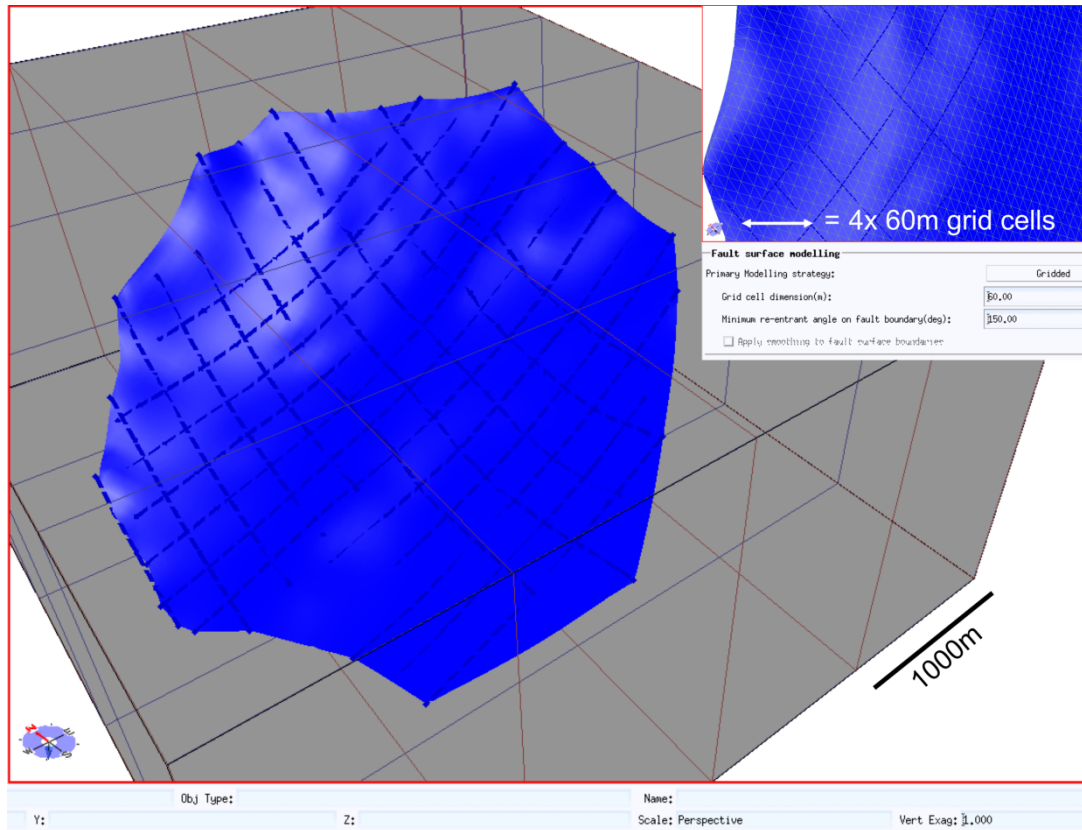 = 4x 60m grid cells
Fault surface modelling
Primary Modelling strategy: Gridded
Grid cell dimension(m): 60.00
Minimum re-entrant angle on fault boundary(deg): 150.00
Apply smoothing to fault surface boundaries
1000m
Obj Type: Name:
Y: Z: Scale: Perspective Vert Exag: 1.000